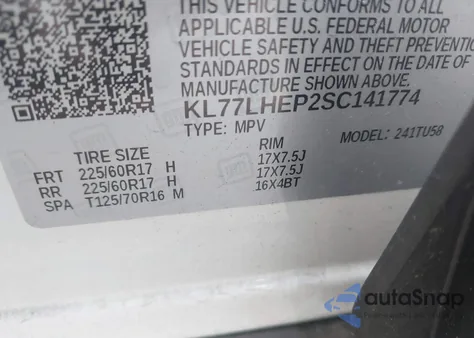 THIS VEHICLE CONFORMS TO ALL
APPLICABLE U.S. FEDERAL MOTOR
VEHICLE SAFETY AND THEFT PREVENTIO
STANDARDS IN EFFECT ON THE DATE OF
MANUFACTURE SHOWN ABOVE.
KL77LHEP2SC141774
TYPE: MPV MODEL: 241TU58
TIRE SIZE RIM
FRT 225/60R17 H 17X7.5J
RR 225/60R17 H 17X7.5J
SPA T125/70R16 M 16X4BT
autoSnap